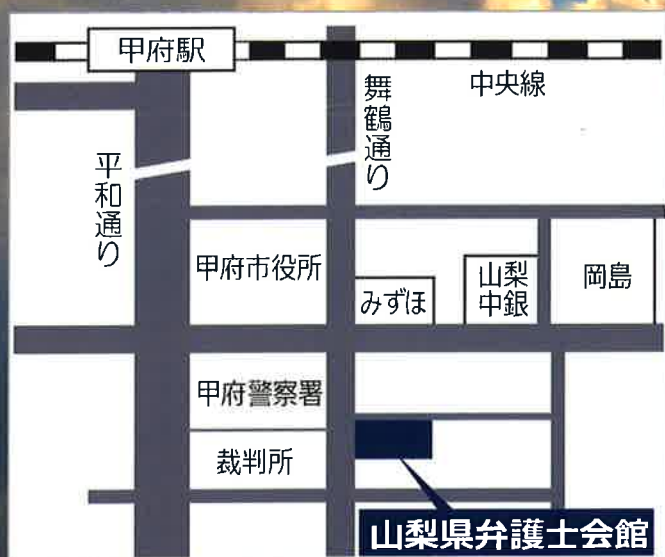 甲府駅
中央線
舞鶴通り
平和通り
甲府市役所
みずほ
山梨
中銀
岡島
甲府警察署
裁判所
山梨県弁護士会館